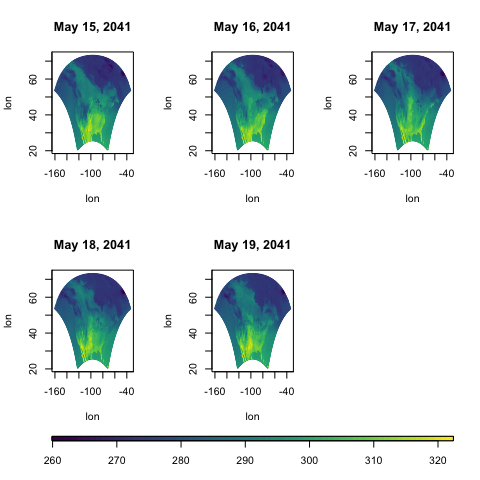 May 15, 2041 May 16, 2041 May 17, 2041
lon lon lon
20 40 60 20 40 60 20 40 60
-160 -100 -40 -160 -100 -40 -160 -100 -40
lon lon lon
May 18, 2041 May 19, 2041
lon lon
20 40 60 20 40 60
-160 -100 -40 -160 -100 -40
lon lon
260 270 280 290 300 310 320